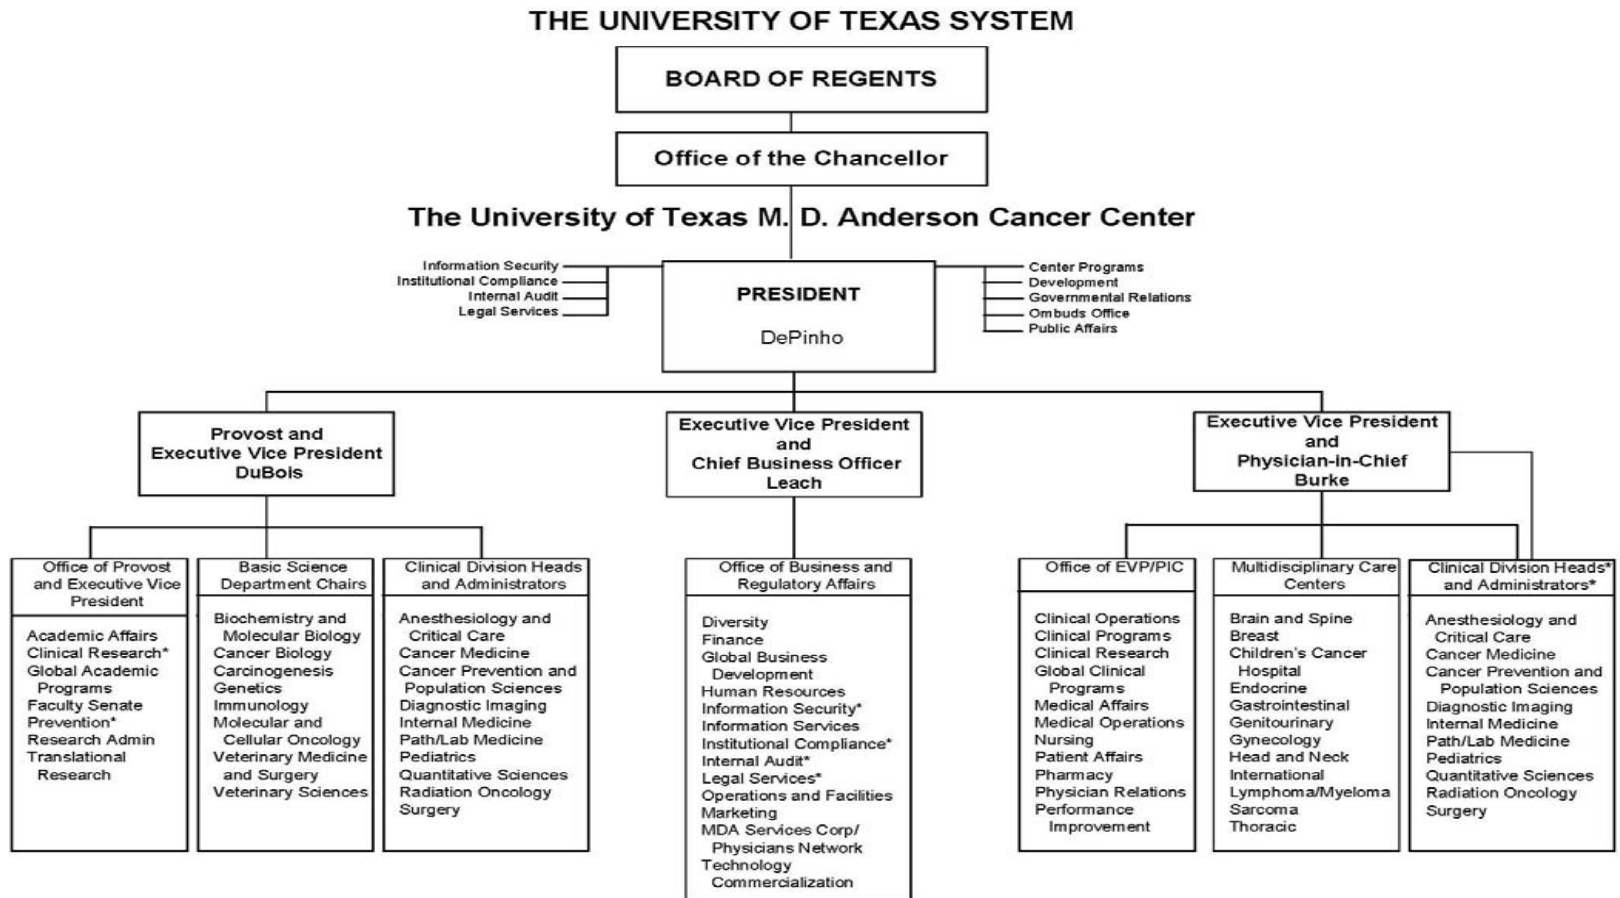 THE UNIVERSITY OF TEXAS SYSTEM
BOARD OF REGENTS
Office of the Chancellor
The University of Texas M. D. Anderson Cancer Center
Information Security
Institutional Compliance
Internal Audit
Legal Services
PRESIDENT
DePinho
Center Programs
Development
Governmental Relations
Ombuds Office
Public Affairs
Provost and
Executive Vice President
DuBois
Executive Vice President
and
Chief Business Officer
Leach
Executive Vice President
and
Physician-in-Chief
Burke
Office of Provost
and Executive Vice
President
Academic Affairs
Clinical Research*
Global Academic
Programs
Faculty Senate
Prevention*
Research Admin
Translational
Research
Basic Science
Department Chairs
Biochemistry and
Molecular Biology
Cancer Biology
Carcinogenesis
Genetics
Immunology
Molecular and
Cellular Oncology
Veterinary Medicine
and Surgery
Veterinary Sciences
Clinical Division Heads
and Administrators
Anesthesiology and
Critical Care
Cancer Medicine
Cancer Prevention and
Population Sciences
Diagnostic Imaging
Internal Medicine
Path/Lab Medicine
Pediatrics
Quantitative Sciences
Radiation Oncology
Surgery
Office of Business and
Regulatory Affairs
Diversity
Finance
Global Business
Development
Human Resources
Information Security*
Information Services
Institutional Compliance*
Internal Audit*
Legal Services*
Operations and Facilities
Marketing
MDA Services Corp/
Physicians Network
Technology
Commercialization
Office of EVP/PIC
Clinical Operations
Clinical Programs
Clinical Research
Global Clinical
Programs
Medical Affairs
Medical Operations
Nursing
Patient Affairs
Pharmacy
Physician Relations
Performance
Improvement
Multidisciplinary Care
Centers
Brain and Spine
Breast
Children's Cancer
Hospital
Endocrine
Gastrointestinal
Genitourinary
Gynecology
Head and Neck
International
Lymphoma/Myeloma
Sarcoma
Thoracic
Clinical Division Heads*
and Administrators*
Anesthesiology and
Critical Care
Cancer Medicine
Cancer Prevention and
Population Sciences
Diagnostic Imaging
Internal Medicine
Path/Lab Medicine
Pediatrics
Quantitative Sciences
Radiation Oncology
Surgery